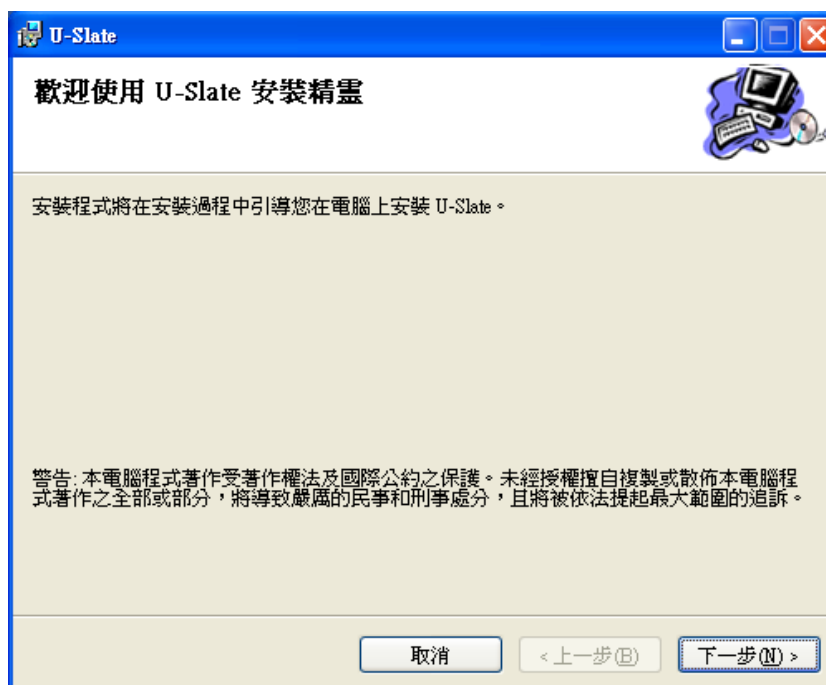 U-Slate
歡迎使用 U-Slate 安裝精靈
安裝程式將在安裝過程中引導您在電腦上安裝 U-Slate。
警告: 本電腦程式著作受著作權法及國際公約之保護。未經授權擅自複製或散佈本電腦程
式著作之全部或部分，將導致嚴厲的民事和刑事處分，且將被依法提起最大範圍的追訴。
取消
<上一步(B)
下一步(N) >